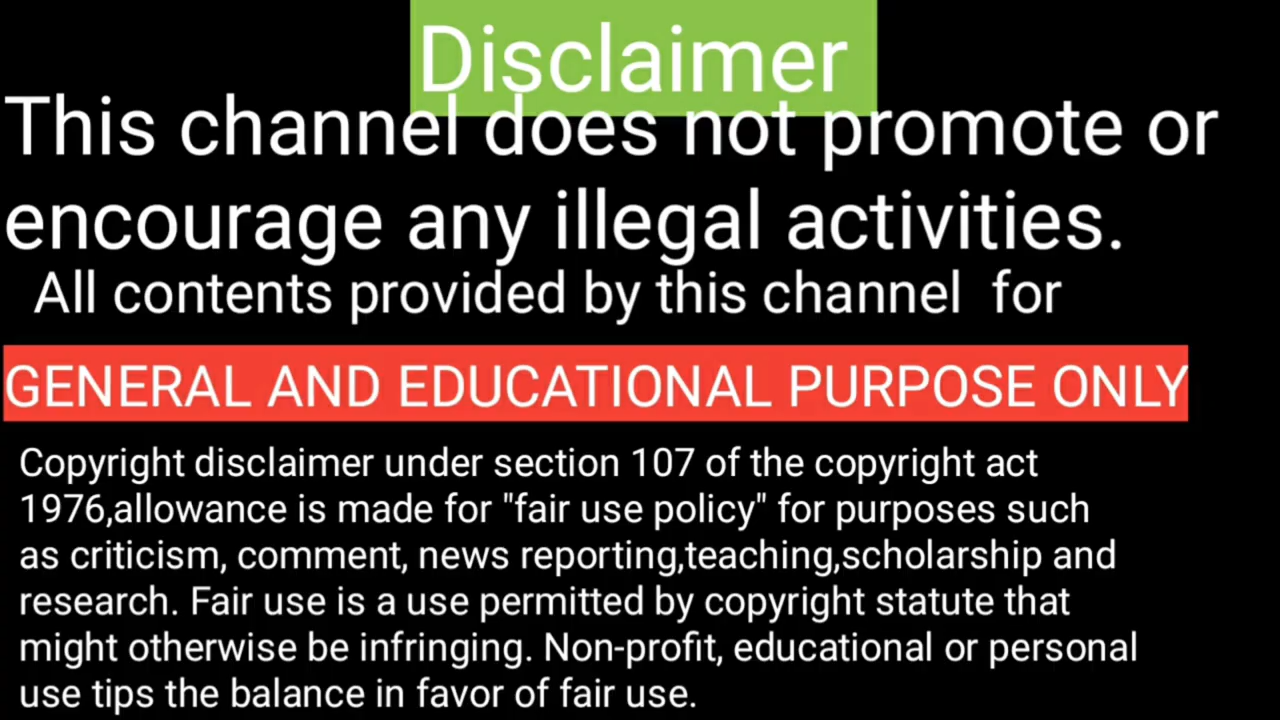 Disclaimer
This channel does not promote or
encourage any illegal activities.
All contents provided by this channel  for
GENERAL AND EDUCATIONAL PURPOSE ONLY
Copyright disclaimer under section 107 of the copyright act
1976,allowance is made for "fair use policy" for purposes such
as criticism, comment, news reporting,teaching,scholarship and
research. Fair use is a use permitted by copyright statute that
might otherwise be infringing. Non-profit, educational or personal
use tips the balance in favor of fair use.